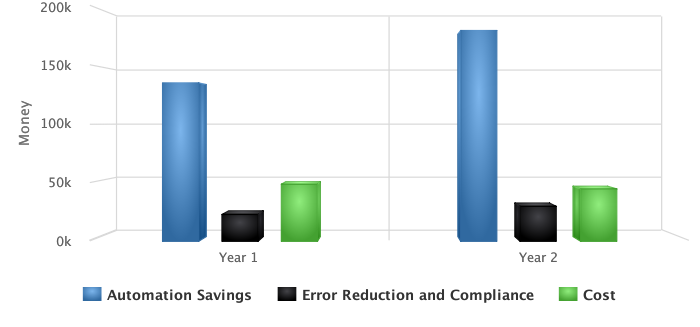 200k
150k
100k
50k
0k
Money
Year 1 Year 2
Automation Savings Error Reduction and Compliance Cost